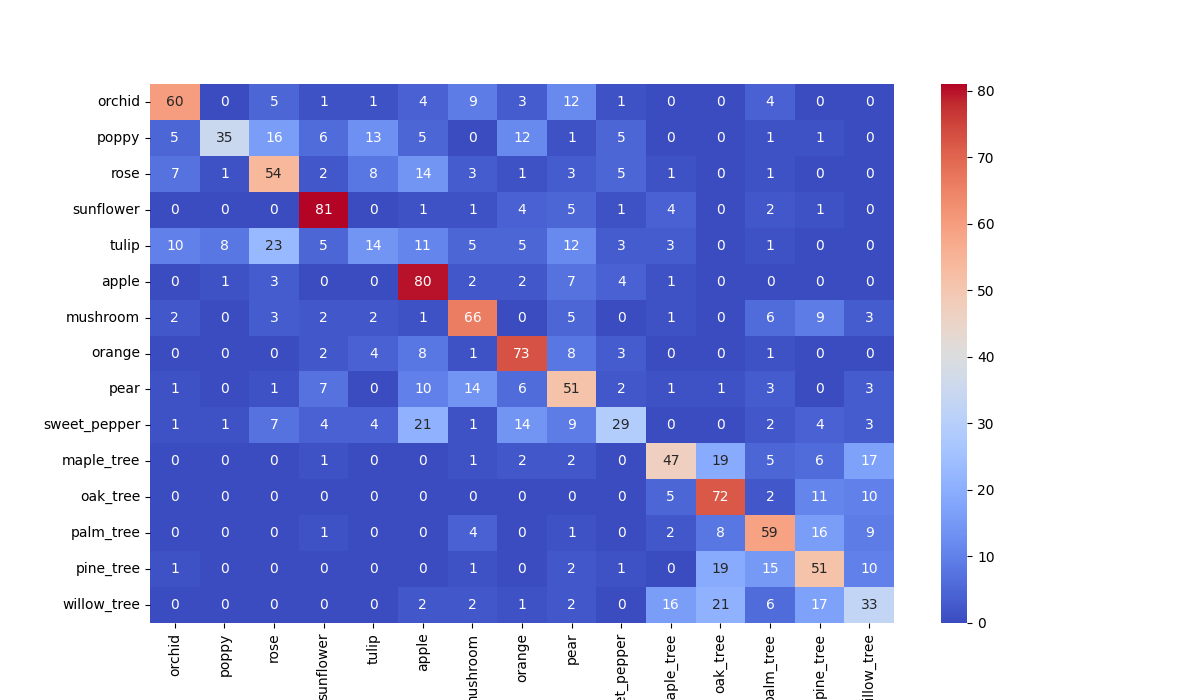 orchid 60 0 5 1 1 4 9 3 12 1 0 0 4 0 0
poppy 5 35 16 6 13 5 0 12 1 5 0 0 1 1 0
rose 7 1 54 2 8 14 3 1 3 5 1 0 1 0 0
sunflower 0 0 0 81 0 1 1 4 5 1 4 0 2 1 0
tulip 10 8 23 5 14 11 5 5 12 3 3 0 1 0 0
apple 0 1 3 0 0 80 2 2 7 4 1 0 0 0 0
mushroom 2 0 3 2 2 1 66 0 5 0 1 0 6 9 3
orange 0 0 0 2 4 8 1 73 8 3 0 0 1 0 0
pear 1 0 1 7 0 10 14 6 51 2 1 1 3 0 3
sweet_pepper 1 1 7 4 4 21 1 14 9 29 0 0 2 4 3
maple_tree 0 0 0 1 0 0 1 2 2 0 47 19 5 6 17
oak_tree 0 0 0 0 0 0 0 0 0 0 5 72 2 11 10
palm_tree 0 0 0 1 0 0 4 0 1 0 2 8 59 16 9
pine_tree 1 0 0 0 0 0 1 0 2 1 0 19 15 51 10
willow_tree 0 0 0 0 0 2 2 1 2 0 16 21 6 17 33
orchid
poppy
rose
sunflower
tulip
apple
mushroom
orange
pear
et_pepper
aple_tree
oak_tree
palm_tree
pine_tree
illow_tree
80
70
60
50
40
30
20
10
0